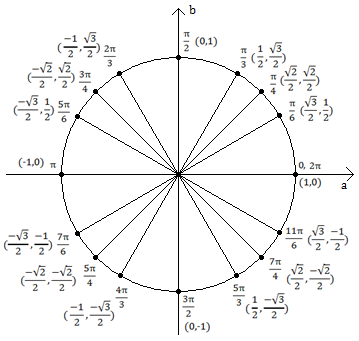 b
π/2 (0,1)
(-1/2, √3/2) 2π/3
π/3 (1/2, √3/2)
(-√2/2, √2/2) 3π/4
π/4 (√2/2, √2/2)
(-√3/2, 1/2) 5π/6
π/6 (√3/2, 1/2)
(-1,0) π
0, 2π
(1,0)
a
(-√3/2, -1/2) 7π/6
11π/6 (√3/2, -1/2)
(-√2/2, -√2/2) 5π/4
7π/4 (√2/2, -√2/2)
(-1/2, -√3/2) 4π/3
5π/3 (1/2, -√3/2)
3π/2
(0,-1)